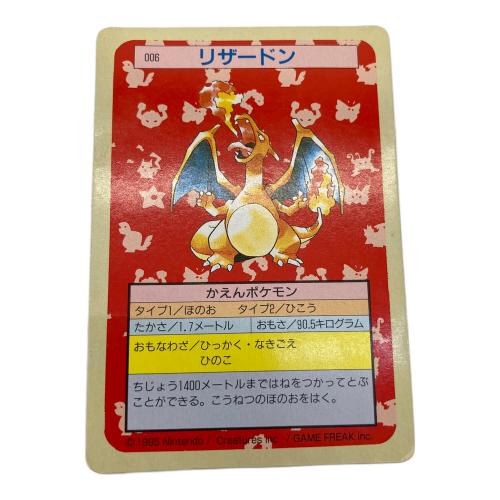 006
リザードン
かえんポケモン
タイプ1/ほのお タイプ2/ひこう
たかさ/1.7メートル おもさ/90.5キログラム
おもなわざ/ひっかく・なきごえ
ひのこ
ちじょう1400メートルまではねをつかってとぶ
ことができる。こうねつのほのおをはく。
© 1995 Nintendo / Creatures inc. / GAME FREAK inc.